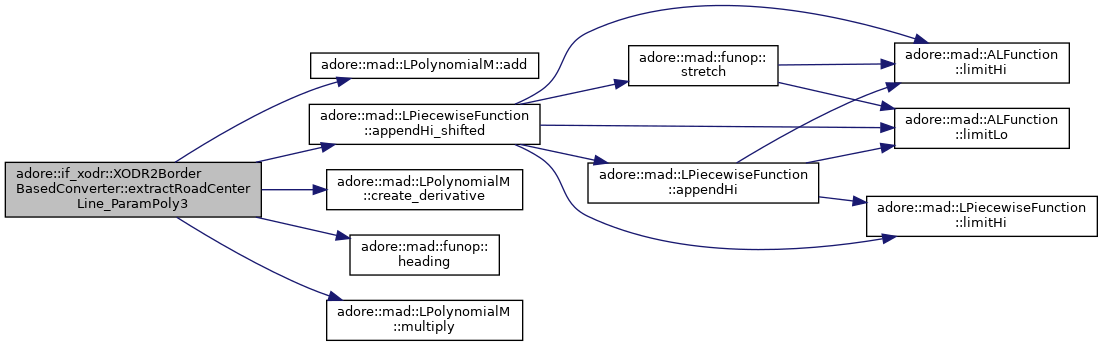 adore::if_xodr::XODR2Border
BasedConverter::extractRoadCenter
Line_ParamPoly3
adore::mad::LPolynomialM::add
adore::mad::LPiecewiseFunction
::appendHi_shifted
adore::mad::LPolynomialM
::create_derivative
adore::mad::funop::
heading
adore::mad::LPolynomialM
::multiply
adore::mad::funop::
stretch
adore::mad::LPiecewiseFunction
::appendHi
adore::mad::ALFunction
::limitHi
adore::mad::ALFunction
::limitLo
adore::mad::LPiecewiseFunction
::limitHi